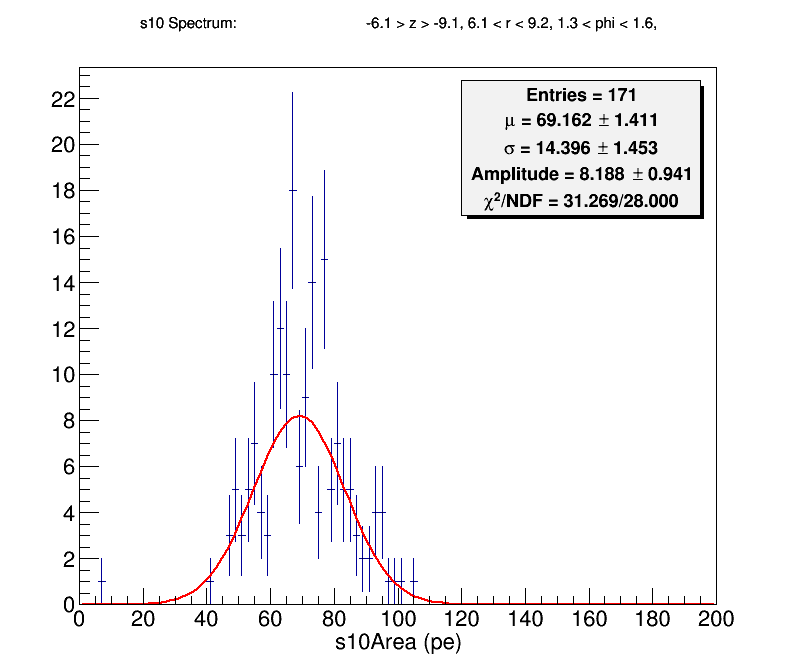 s10 Spectrum: -6.1 > z > -9.1, 6.1 < r < 9.2, 1.3 < phi < 1.6,
Entries = 171
μ = 69.162 ± 1.411
σ = 14.396 ± 1.453
Amplitude = 8.188 ± 0.941
χ²/NDF = 31.269/28.000
22
20
18
16
14
12
10
8
6
4
2
0
0 20 40 60 80 100 120 140 160 180 200
s10Area (pe)